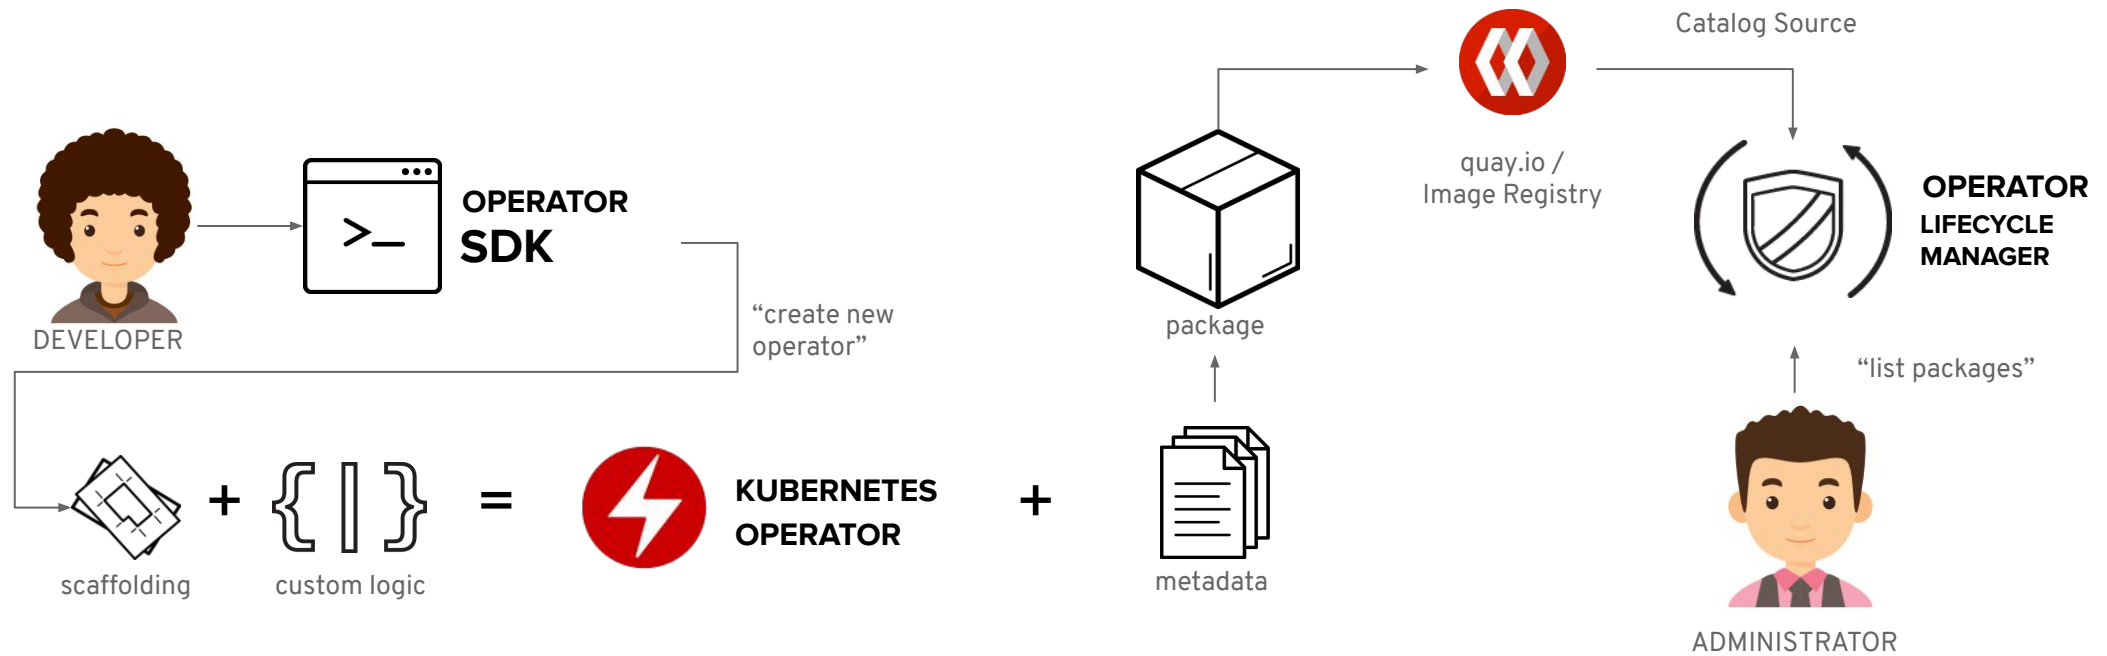 Catalog Source
quay.io /
Image Registry
OPERATOR
SDK
OPERATOR
LIFECYCLE
MANAGER
>_
DEVELOPER
“create new
operator”
package
“list packages”
+
{|}
=
KUBERNETES
OPERATOR
+
scaffolding
custom logic
metadata
ADMINISTRATOR